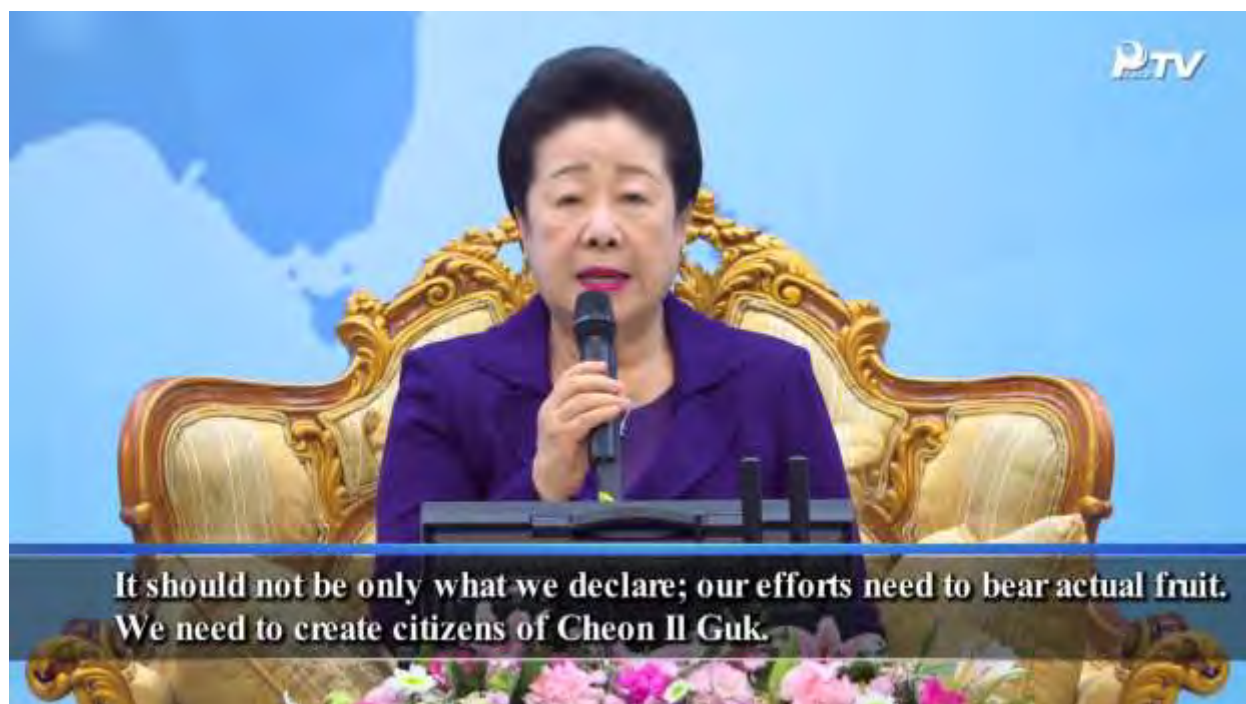 PTV
It should not be only what we declare; our efforts need to bear actual fruit.
We need to create citizens of Cheon Il Guk.